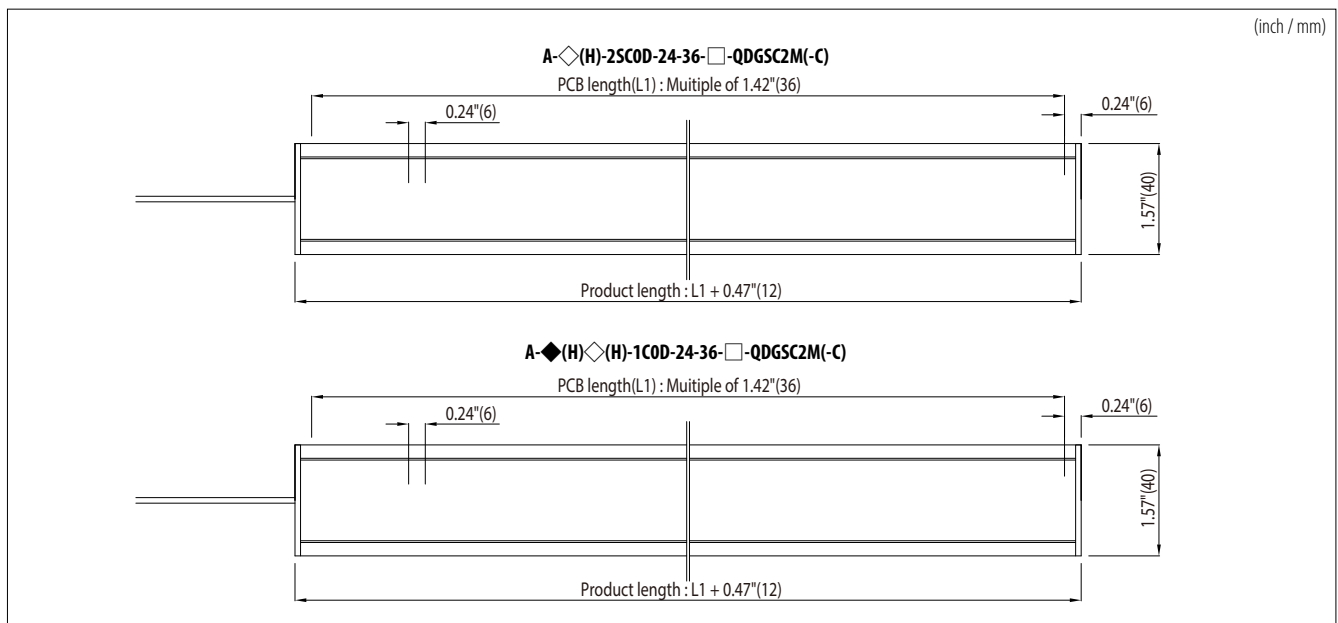 (inch / mm)
A-◇(H)-2SC0D-24-36-□-QDGSC2M(-C)
PCB length(L1) : Muitiple of 1.42"(36)
0.24"(6)
0.24"(6)
1.57"(40)
Product length : L1 + 0.47"(12)
A-◆(H)◇(H)-1C0D-24-36-□-QDGSC2M(-C)
PCB length(L1) : Muitiple of 1.42"(36)
0.24"(6)
0.24"(6)
1.57"(40)
Product length : L1 + 0.47"(12)